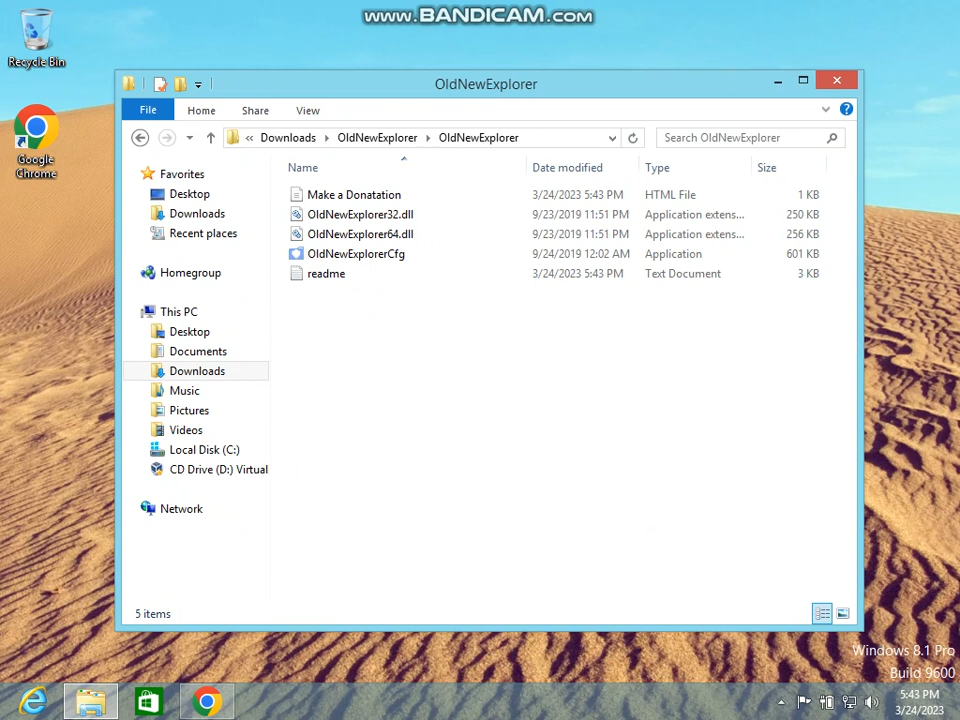 www.BANDICAM.com
Recycle Bin
Google
Chrome
OldNewExplorer
File
Home
Share
View
«
Downloads
OldNewExplorer
OldNewExplorer
Search OldNewExplorer
Name
Date modified
Type
Size
Make a Donatation
3/24/2023 5:43 PM
HTML File
1 KB
OldNewExplorer32.dll
9/23/2019 11:51 PM
Application extens...
250 KB
OldNewExplorer64.dll
9/23/2019 11:51 PM
Application extens...
256 KB
OldNewExplorerCfg
9/24/2019 12:02 AM
Application
601 KB
readme
3/24/2023 5:43 PM
Text Document
3 KB
Favorites
Desktop
Downloads
Recent places
Homegroup
This PC
Desktop
Documents
Downloads
Music
Pictures
Videos
Local Disk (C:)
CD Drive (D:) Virtual
Network
5 items
Windows 8.1 Pro
Build 9600
5:43 PM
3/24/2023